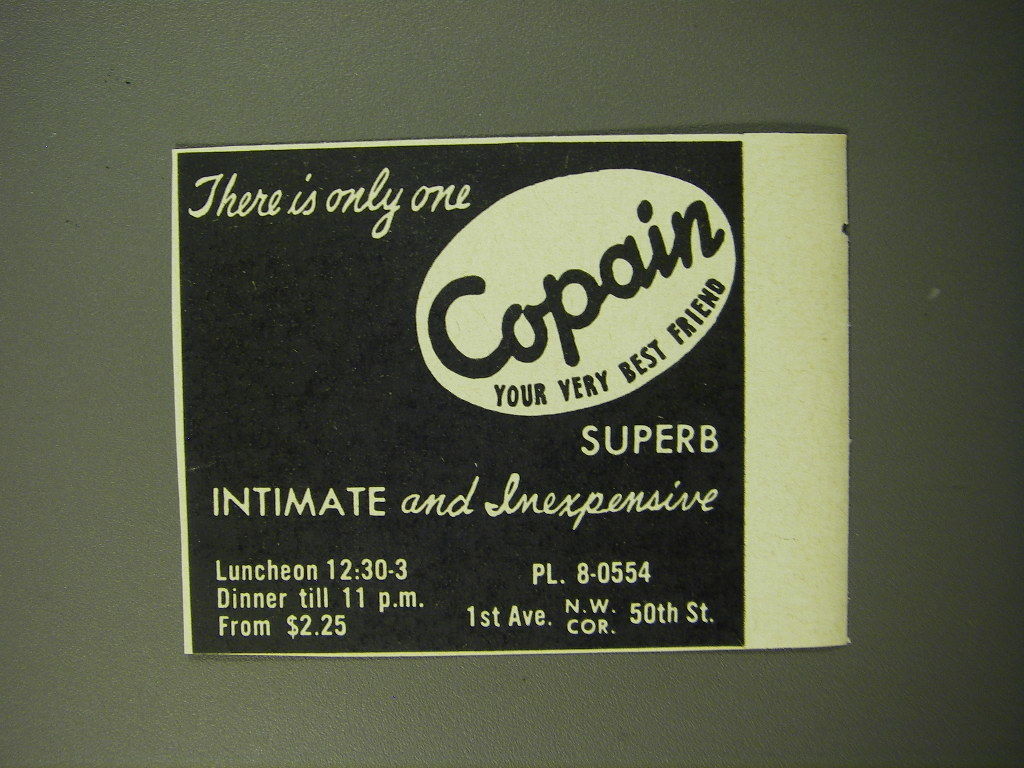 There is only one
Copain
YOUR VERY BEST FRIEND
SUPERB
INTIMATE and Inexpensive
Luncheon 12:30-3
Dinner till 11 p.m.
From $2.25
PL. 8-0554
1st Ave. N.W. COR. 50th St.